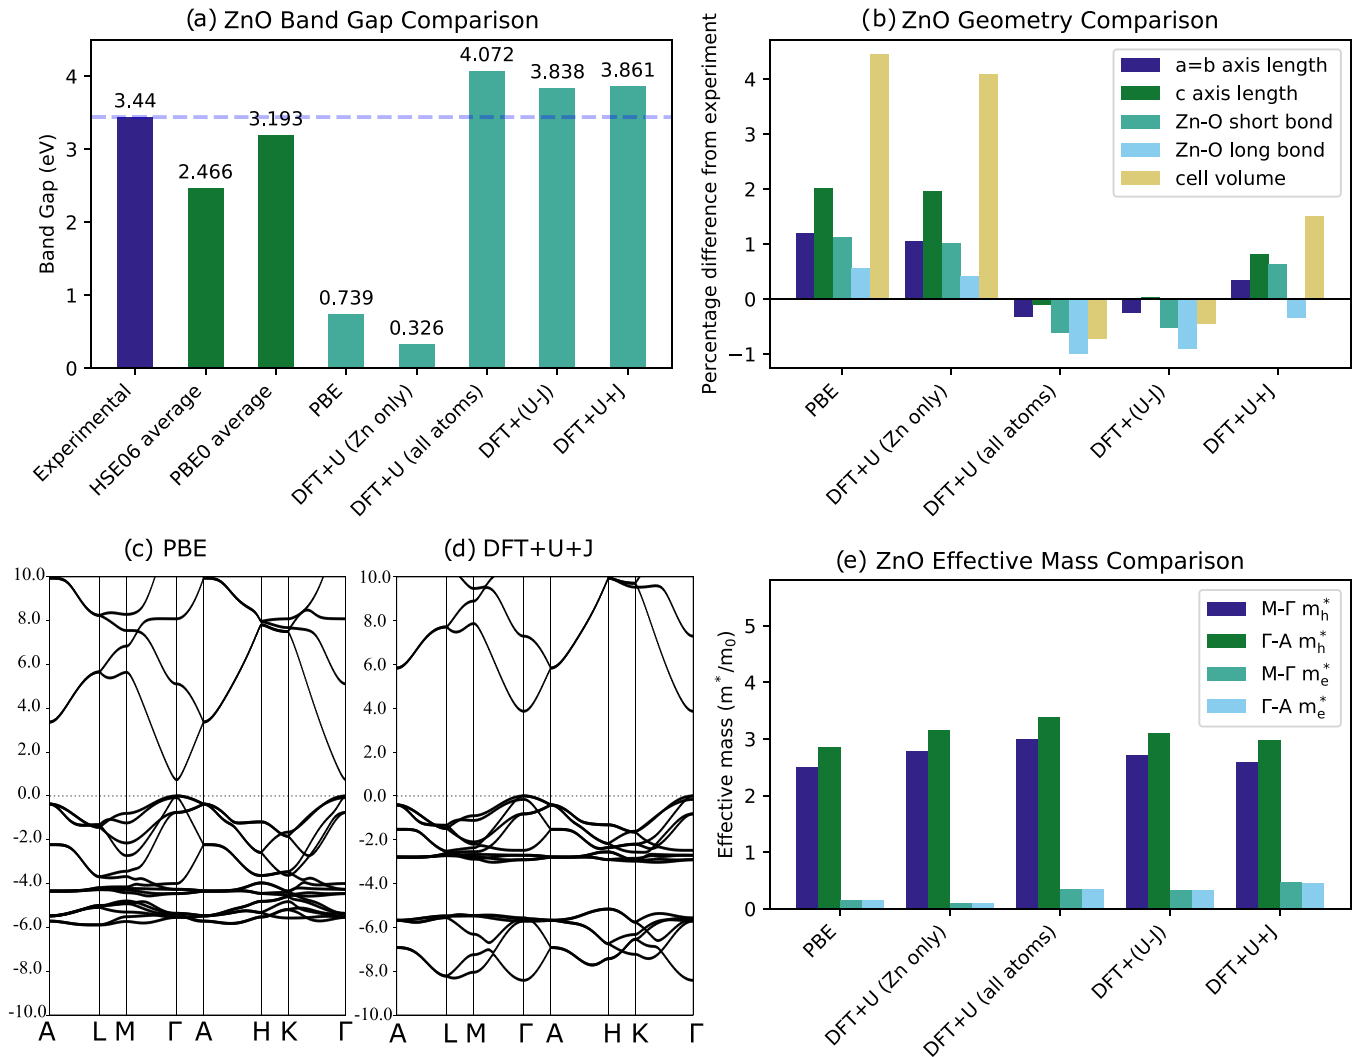 (a) ZnO Band Gap Comparison
Band Gap (eV)
4
3
2
1
0
3.44
2.466
3.193
0.739
0.326
4.072
3.838
3.861
Experimental
HSE06 average
PBE0 average
PBE
DFT+U (Zn only)
DFT+U (all atoms)
DFT+(U-J)
DFT+U+J
(b) ZnO Geometry Comparison
Percentage difference from experiment
4
3
2
1
0
−1
a=b axis length
c axis length
Zn-O short bond
Zn-O long bond
cell volume
PBE
DFT+U (Zn only)
DFT+U (all atoms)
DFT+(U-J)
DFT+U+J
(c) PBE
10.0
8.0
6.0
4.0
2.0
0.0
-2.0
-4.0
-6.0
-8.0
-10.0
A L M Γ A H K Γ
(d) DFT+U+J
10.0
8.0
6.0
4.0
2.0
0.0
-2.0
-4.0
-6.0
-8.0
-10.0
A L M Γ A H K Γ
(e) ZnO Effective Mass Comparison
Effective mass (m*/m₀)
5
4
3
2
1
0
M-Γ m*ₕ
Γ-A m*ₕ
M-Γ m*ₑ
Γ-A m*ₑ
PBE
DFT+U (Zn only)
DFT+U (all atoms)
DFT+(U-J)
DFT+U+J